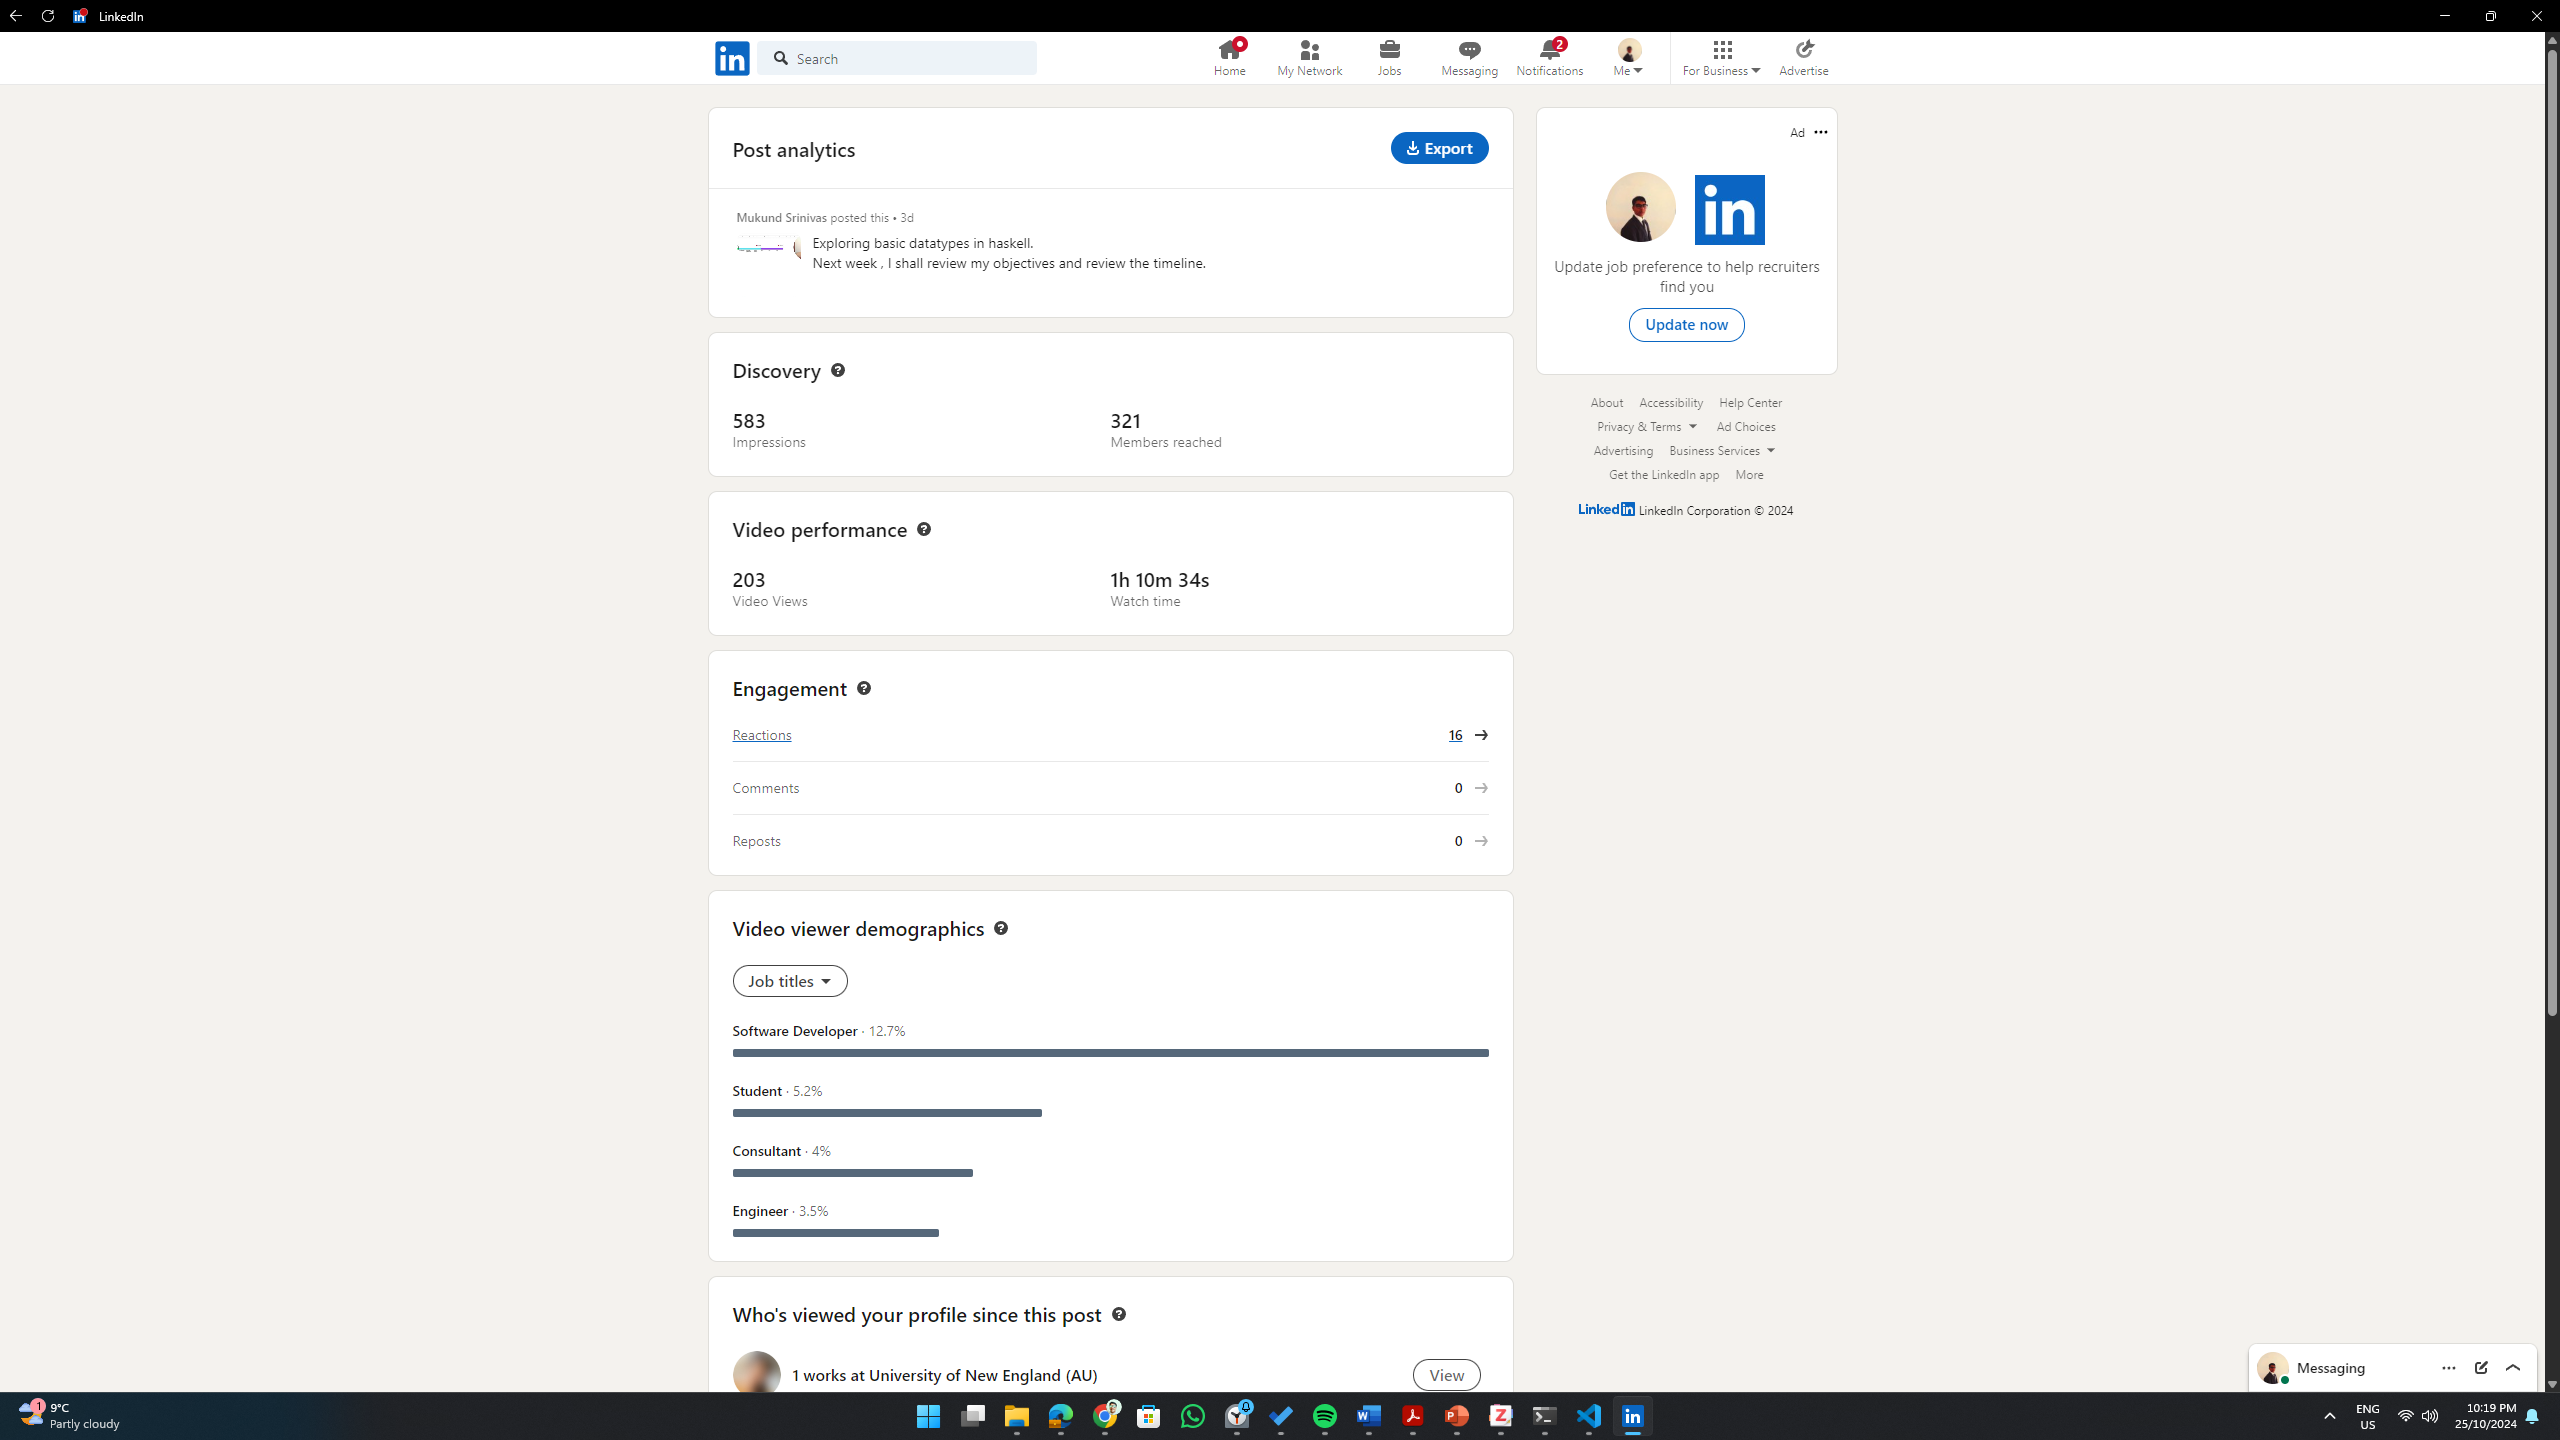 LinkedIn
in
Search
Home
My Network
Jobs
Messaging
2
Notifications
Me
For Business
Advertise
Post analytics
Export
Mukund Srinivas posted this • 3d
Exploring basic datatypes in haskell.
Next week , I shall review my objectives and review the timeline.
Discovery
583
Impressions
321
Members reached
Video performance
203
Video Views
1h 10m 34s
Watch time
Engagement
Reactions
16
Comments
0
Reposts
0
Video viewer demographics
Job titles
Software Developer · 12.7%
Student · 5.2%
Consultant · 4%
Engineer · 3.5%
Who's viewed your profile since this post
1 works at University of New England (AU)
View
Ad
in
Update job preference to help recruiters
find you
Update now
About Accessibility Help Center
Privacy & Terms Ad Choices
Advertising Business Services
Get the LinkedIn app More
LinkedIn LinkedIn Corporation © 2024
Messaging
1
9°C
Partly cloudy
ENG
US
10:19 PM
25/10/2024